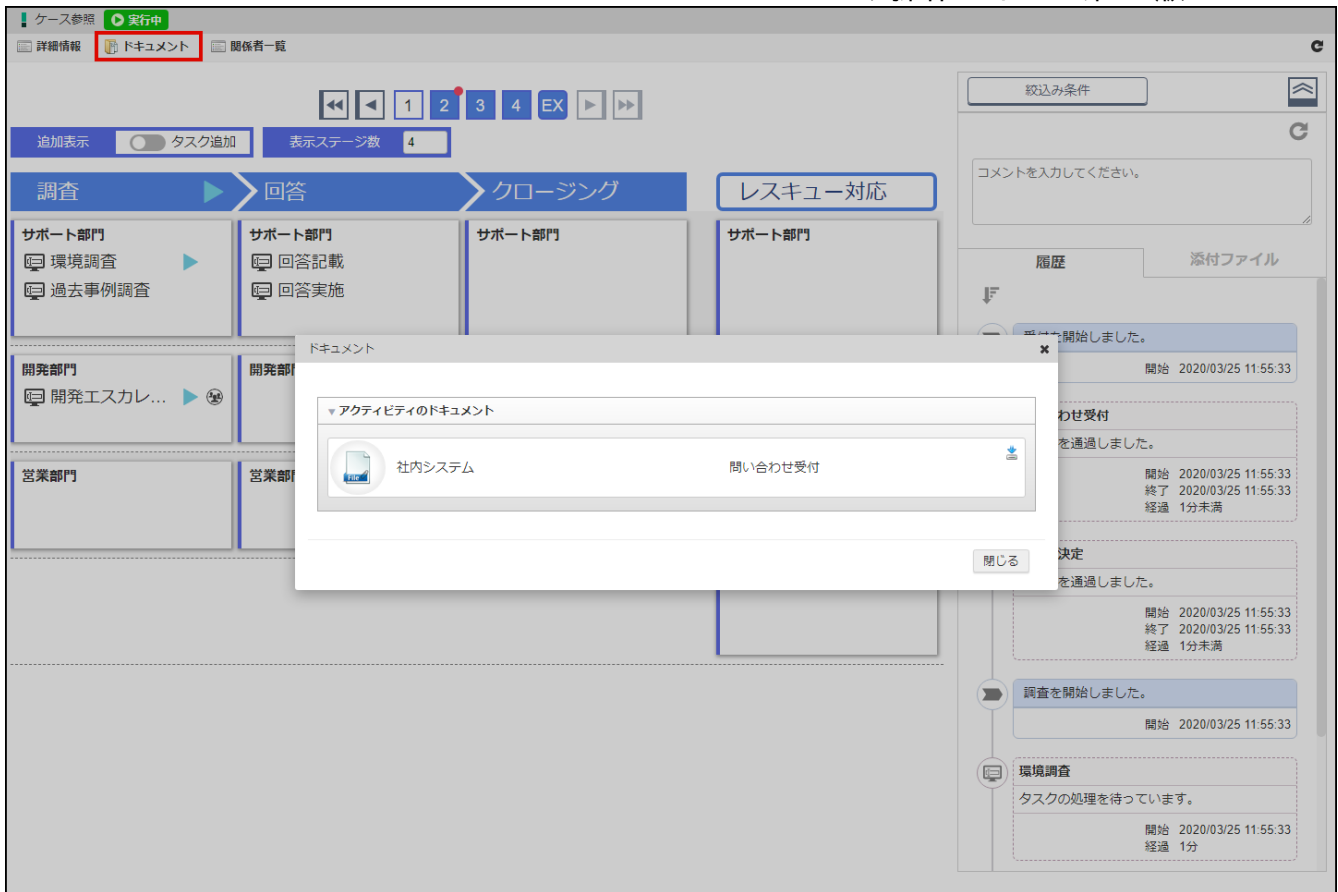 ケース参照 実行中
詳細情報 ドキュメント 関係者一覧
1 2 3 4 EX
追加表示 タスク追加 表示ステージ数 4
調査 回答 クロージング レスキュー対応
サポート部門 サポート部門 サポート部門 サポート部門
環境調査 回答記載
過去事例調査 回答実施
開発部門
開発エスカレ...
営業部門
ドキュメント
アクティビティのドキュメント
File 社内システム 問い合わせ受付
閉じる
絞込み条件
コメントを入力してください。
履歴 添付ファイル
を開始しました。
開始 2020/03/25 11:55:33
わせ受付
を通過しました。
開始 2020/03/25 11:55:33
終了 2020/03/25 11:55:33
経過 1分未満
決定
を通過しました。
開始 2020/03/25 11:55:33
終了 2020/03/25 11:55:33
経過 1分未満
調査を開始しました。
開始 2020/03/25 11:55:33
環境調査
タスクの処理を待っています。
開始 2020/03/25 11:55:33
経過 1分